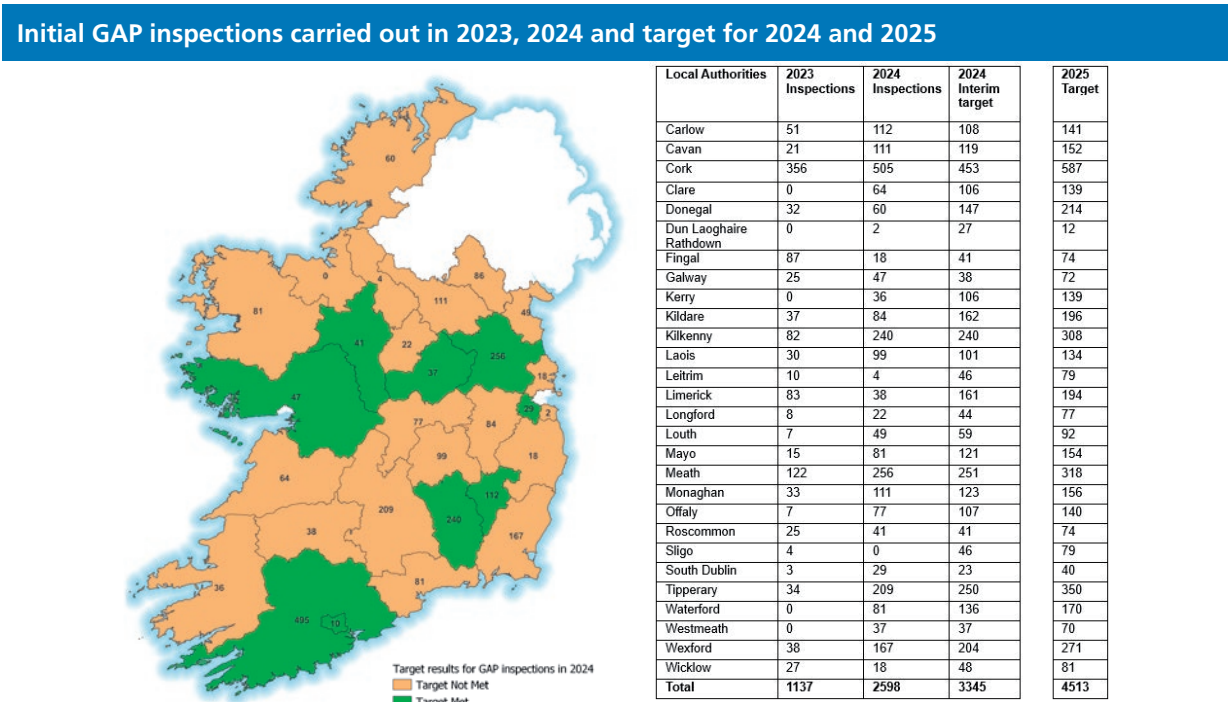 Initial GAP inspections carried out in 2023, 2024 and target for 2024 and 2025
60
0
4
86
111
49
81
41
22
256
37
18
47
29
2
77
84
99
18
64
112
240
209
38
167
36
81
495
10
Target results for GAP inspections in 2024
Target Not Met
Target Met
Local Authorities 2023 Inspections 2024 Inspections 2024 Interim target 2025 Target
Carlow 51 112 108 141
Cavan 21 111 119 152
Cork 356 505 453 587
Clare 0 64 106 139
Donegal 32 60 147 214
Dun Laoghaire Rathdown 0 2 27 12
Fingal 87 18 41 74
Galway 25 47 38 72
Kerry 0 36 106 139
Kildare 37 84 162 196
Kilkenny 82 240 240 308
Laois 30 99 101 134
Leitrim 10 4 46 79
Limerick 83 38 161 194
Longford 8 22 44 77
Louth 7 49 59 92
Mayo 15 81 121 154
Meath 122 256 251 318
Monaghan 33 111 123 156
Offaly 7 77 107 140
Roscommon 25 41 41 74
Sligo 4 0 46 79
South Dublin 3 29 23 40
Tipperary 34 209 250 350
Waterford 0 81 136 170
Westmeath 0 37 37 70
Wexford 38 167 204 271
Wicklow 27 18 48 81
Total 1137 2598 3345 4513